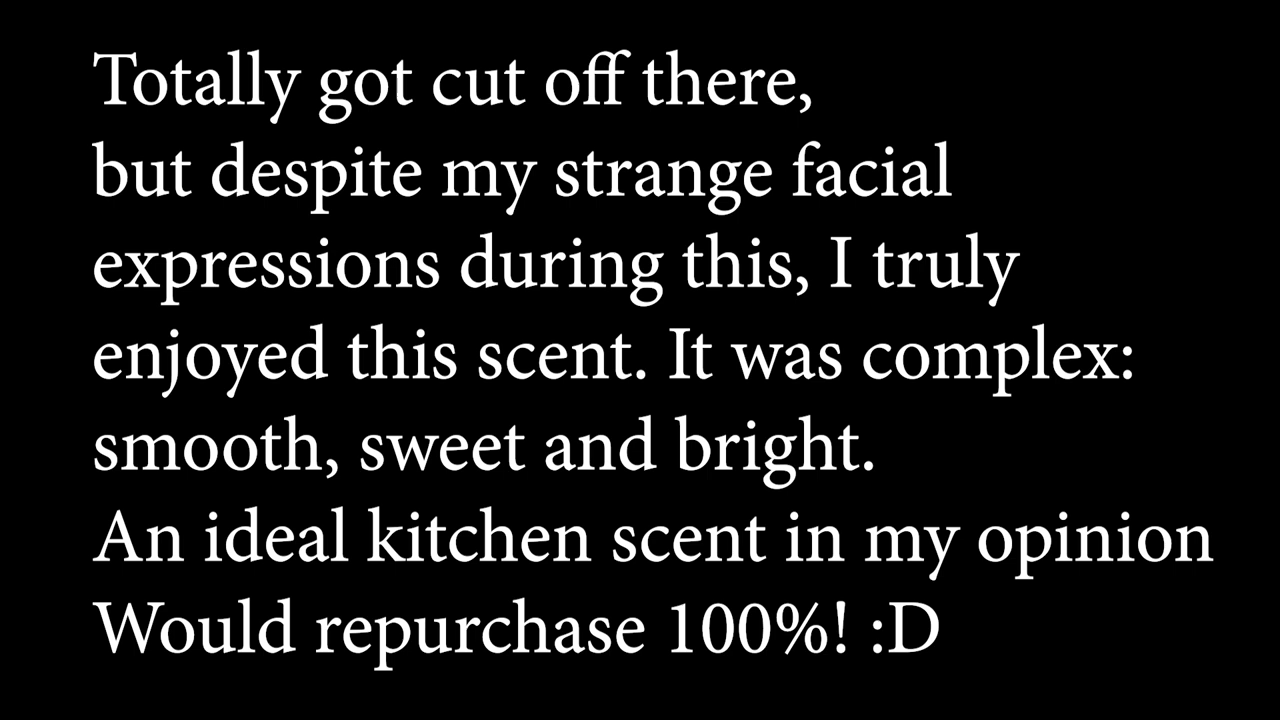 Totally got cut off there,
but despite my strange facial
expressions during this, I truly
enjoyed this scent. It was complex:
smooth, sweet and bright.
An ideal kitchen scent in my opinion
Would repurchase 100%! :D